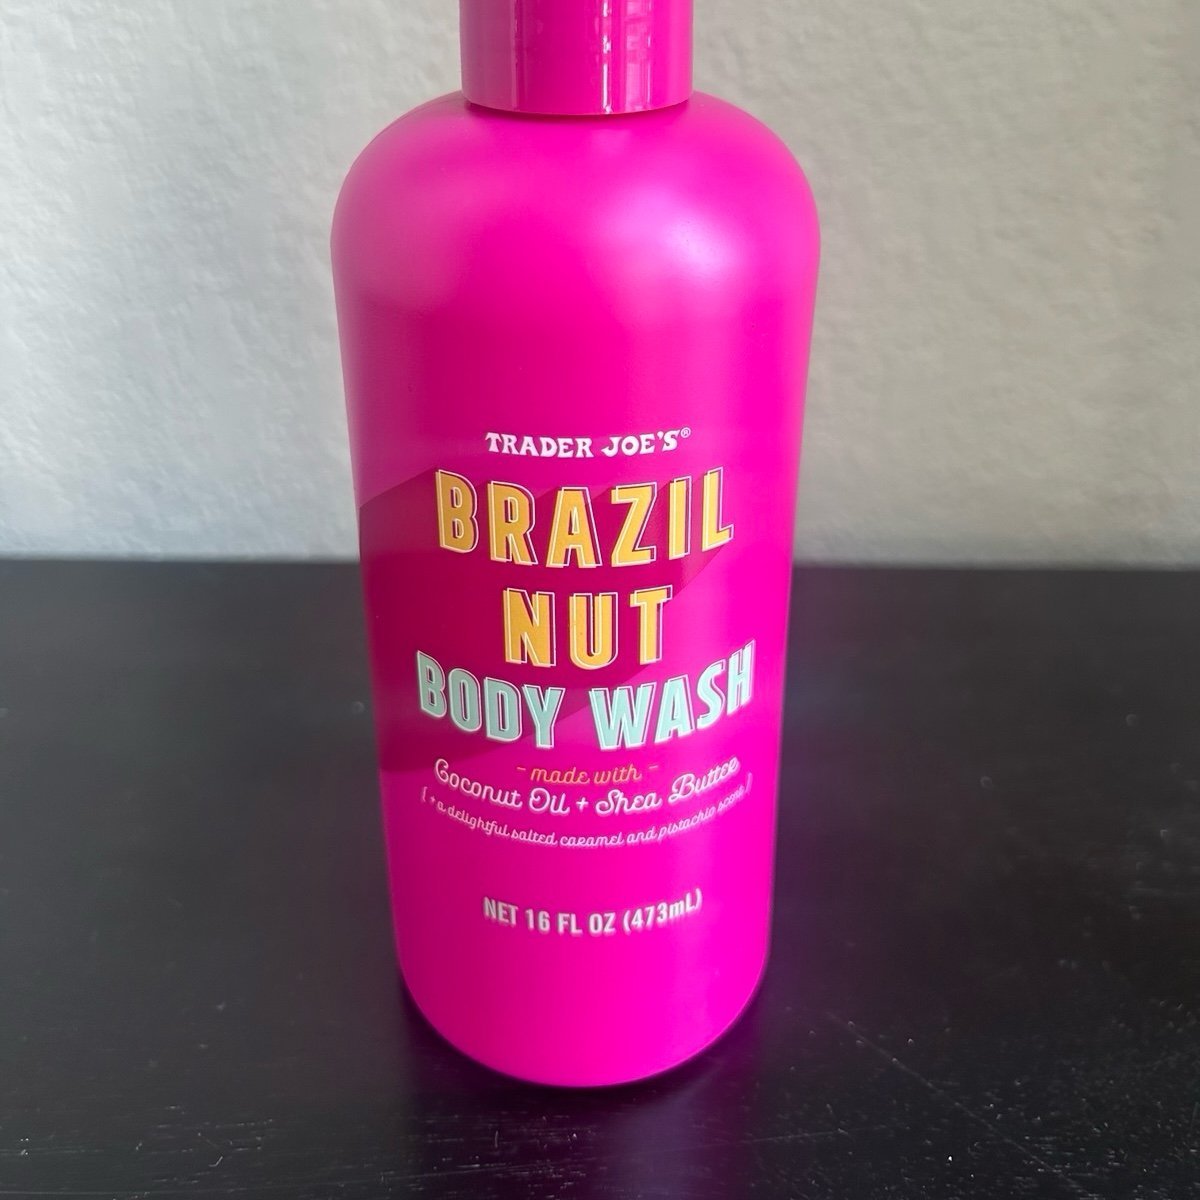 TRADER JOE'S®
BRAZIL
NUT
BODY WASH
- made with -
Coconut Oil + Shea Butter
(+ a delightful salted caramel and pistachio scent)
NET 16 FL OZ (473mL)